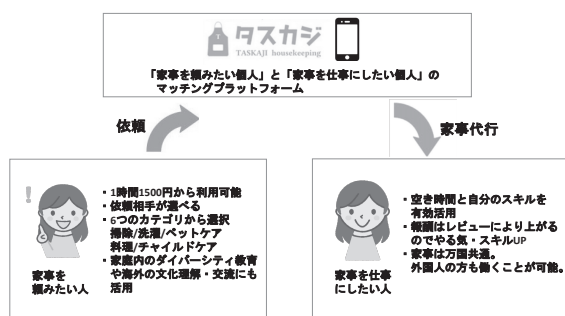 タスカジ
TASKAJI housekeeping
「家事を頼みたい個人」と「家事を仕事にしたい個人」の
マッチングプラットフォーム
依頼
家事代行
!
・1時間1500円から利用可能
・依頼相手が選べる
・6つのカテゴリから選択
掃除/洗濯/ペットケア
料理/チャイルドケア
・家庭内のダイバーシティ教育
や海外の文化理解・交流にも
活用
家事を
頼みたい人
・空き時間と自分のスキルを
有効活用
・報酬はレビューにより上がる
のでやる気・スキルUP
・家事は万国共通。
外国人の方も働くことが可能。
家事を仕事
にしたい人